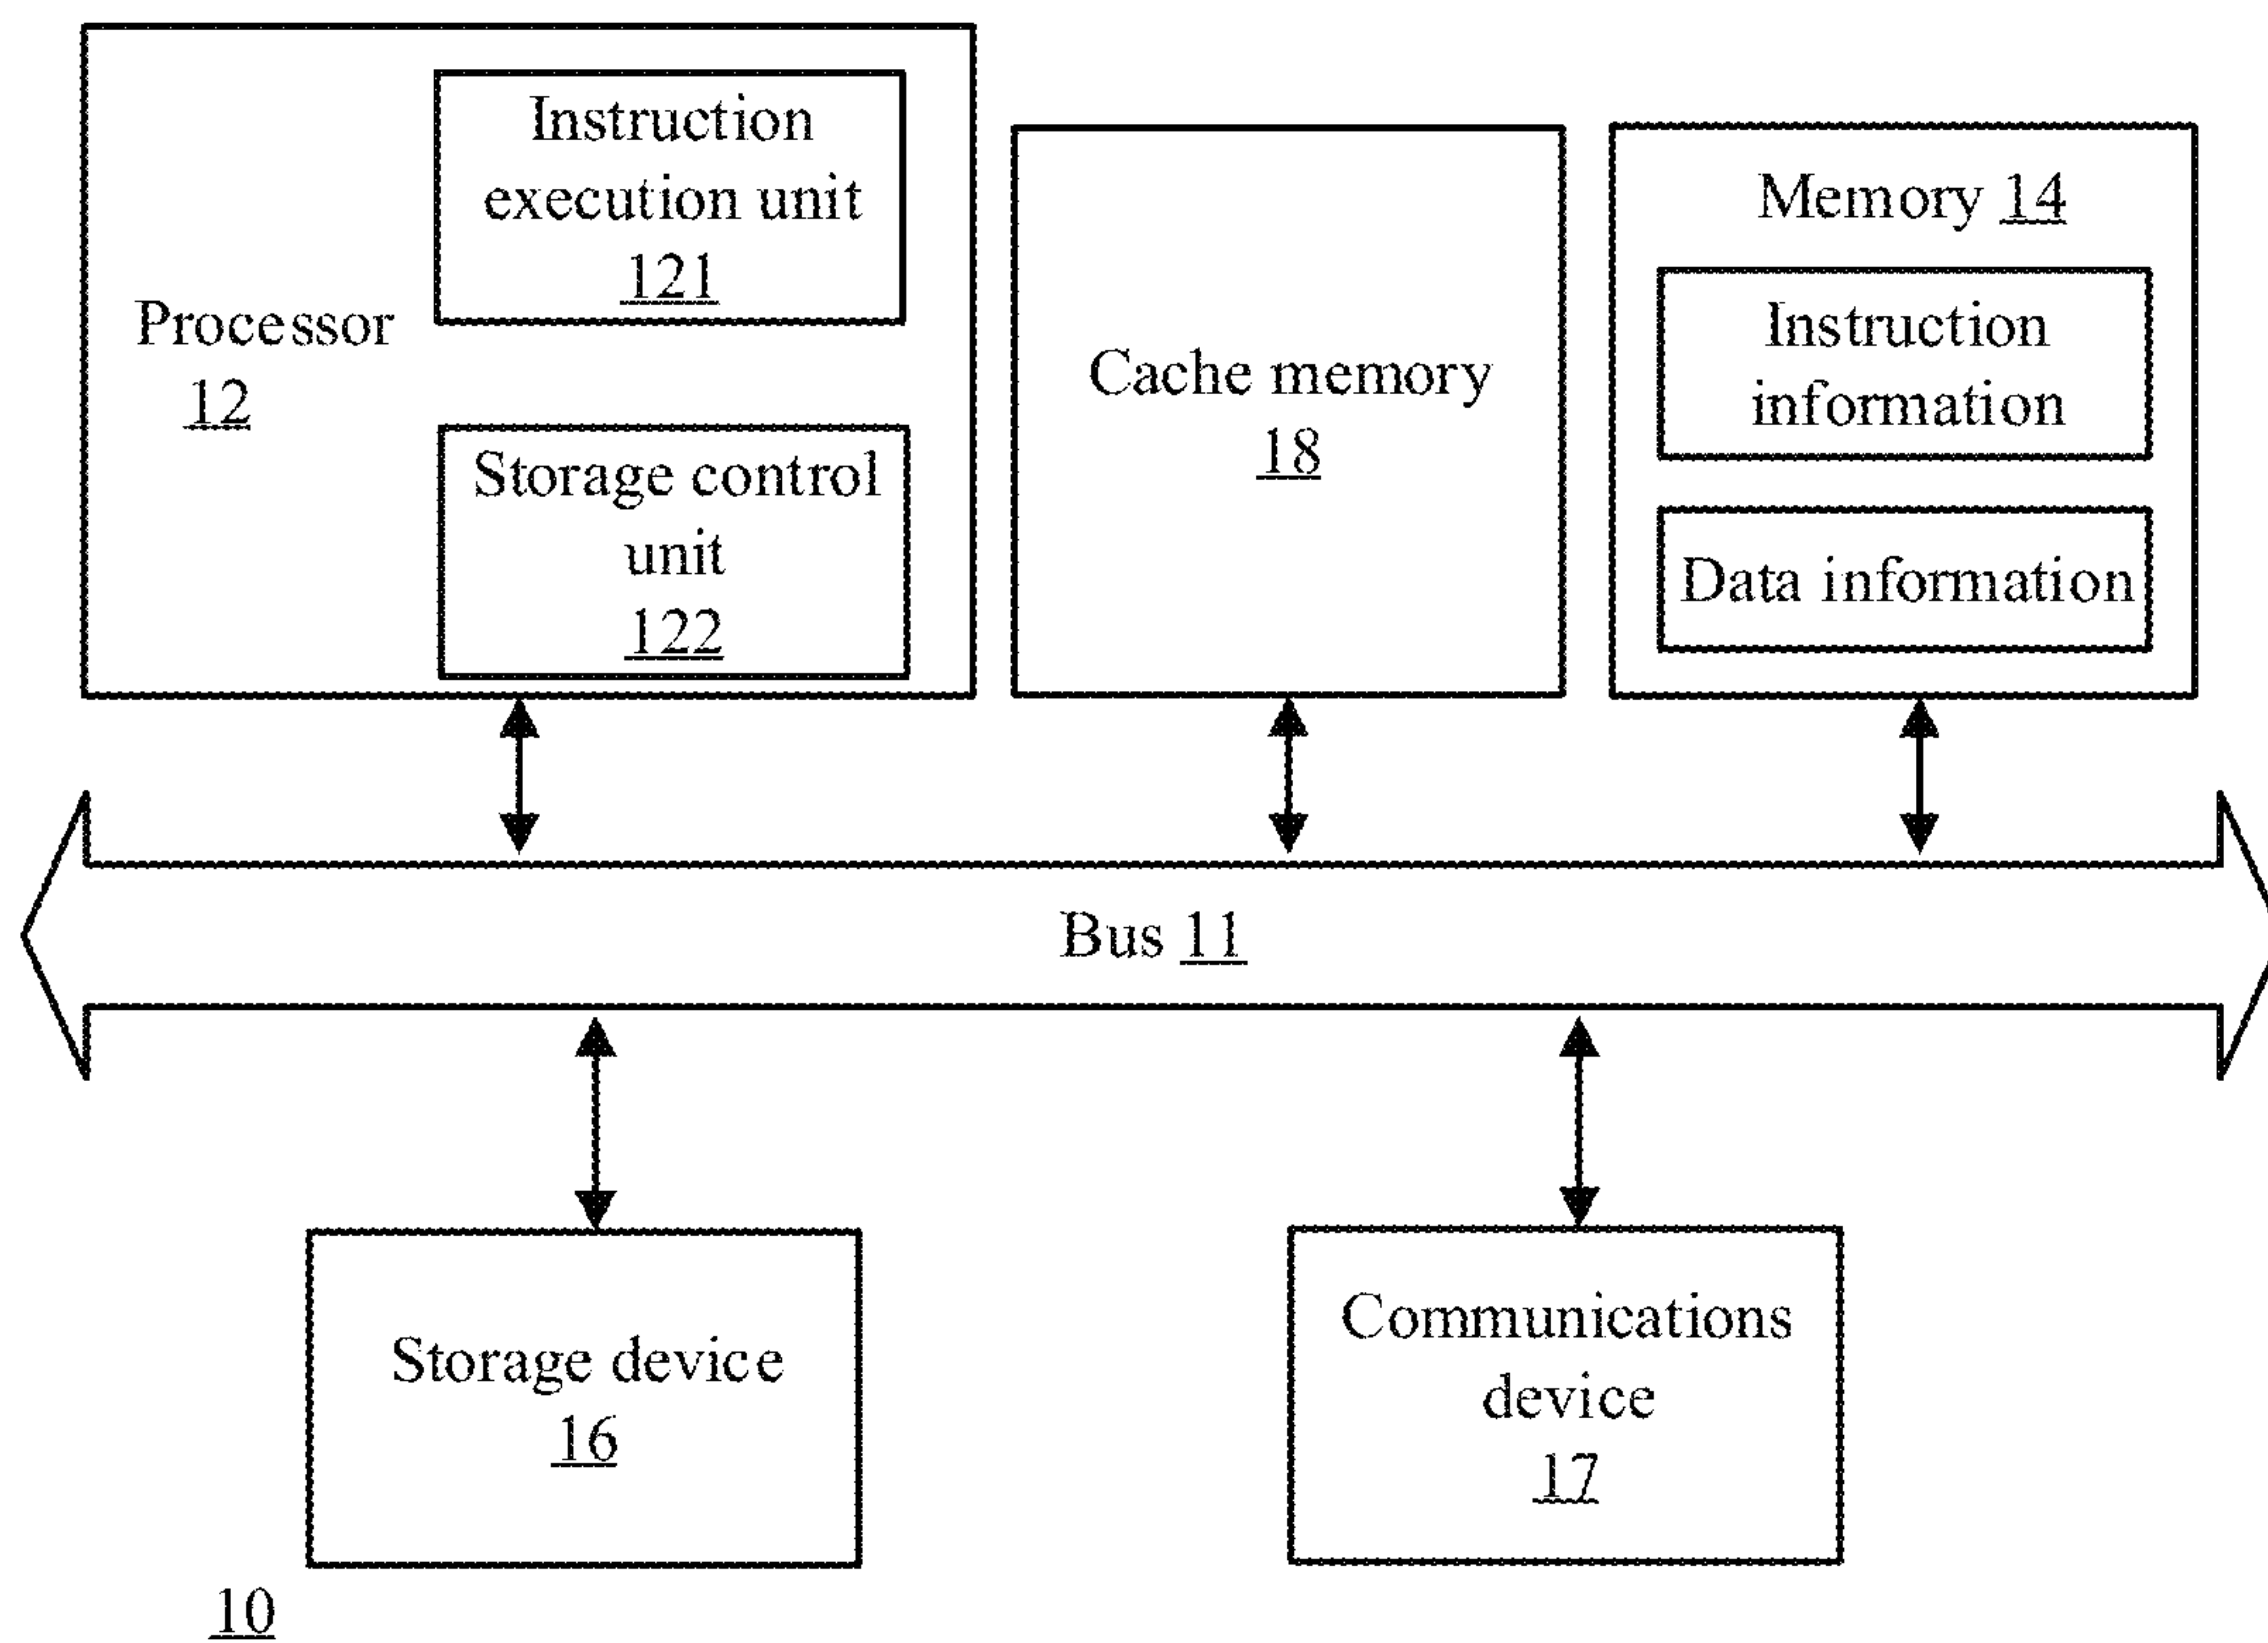 Instruction
execution unit
121
Processor
12
Storage control
unit
122
Cache memory
18
Memory 14
Instruction
information
Data information
Bus 11
Storage device
16
Communications
device
17
10